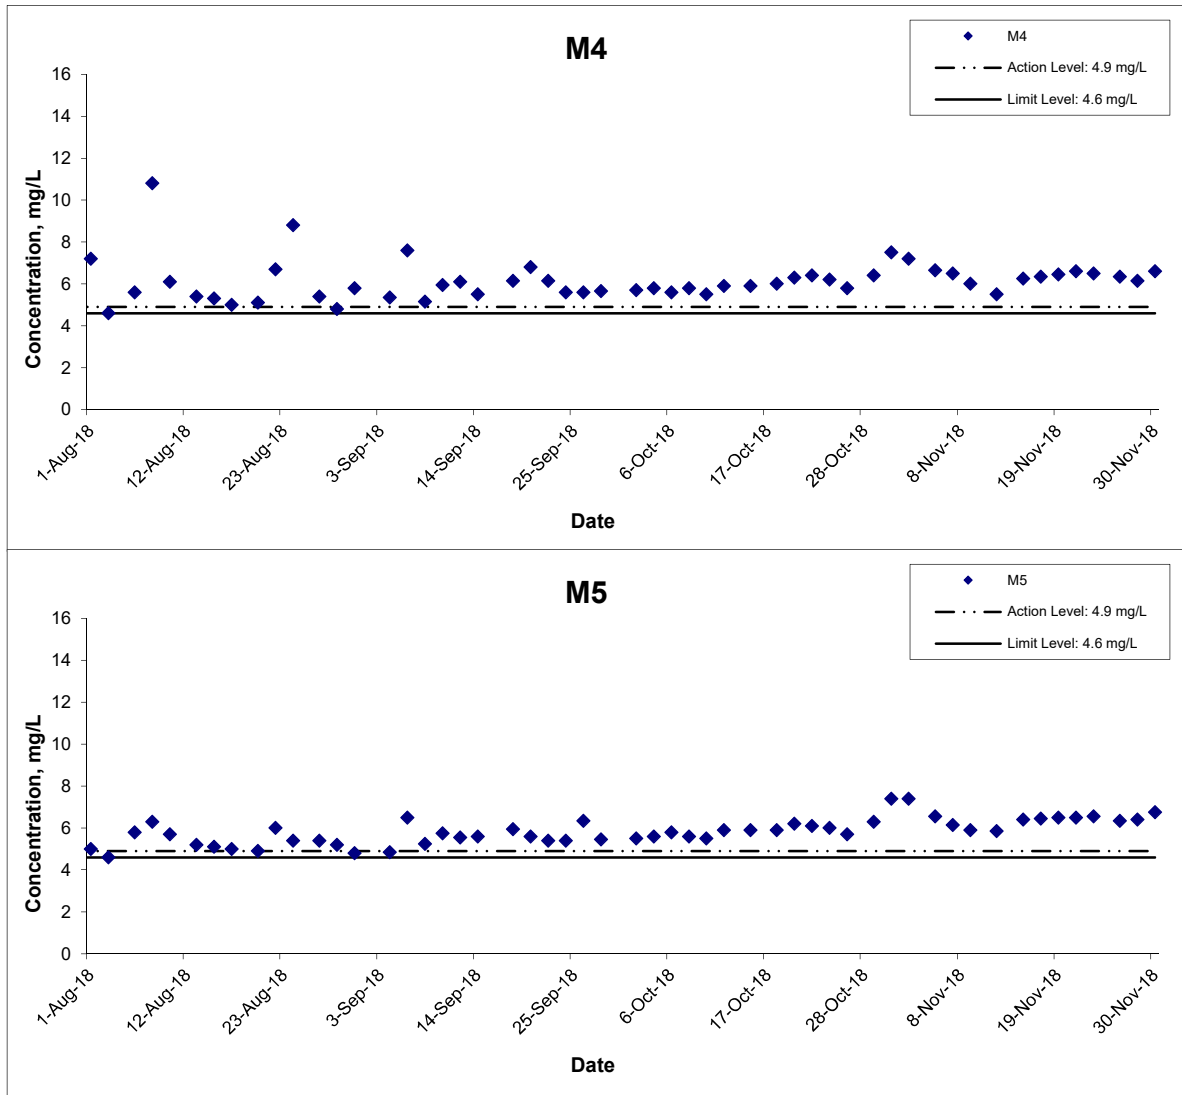 M4
M4
Action Level: 4.9 mg/L
Limit Level: 4.6 mg/L
Concentration, mg/L
16
14
12
10
8
6
4
2
0
1-Aug-18
12-Aug-18
23-Aug-18
3-Sep-18
14-Sep-18
25-Sep-18
6-Oct-18
17-Oct-18
28-Oct-18
8-Nov-18
19-Nov-18
30-Nov-18
Date
M5
M5
Action Level: 4.9 mg/L
Limit Level: 4.6 mg/L
Concentration, mg/L
16
14
12
10
8
6
4
2
0
1-Aug-18
12-Aug-18
23-Aug-18
3-Sep-18
14-Sep-18
25-Sep-18
6-Oct-18
17-Oct-18
28-Oct-18
8-Nov-18
19-Nov-18
30-Nov-18
Date